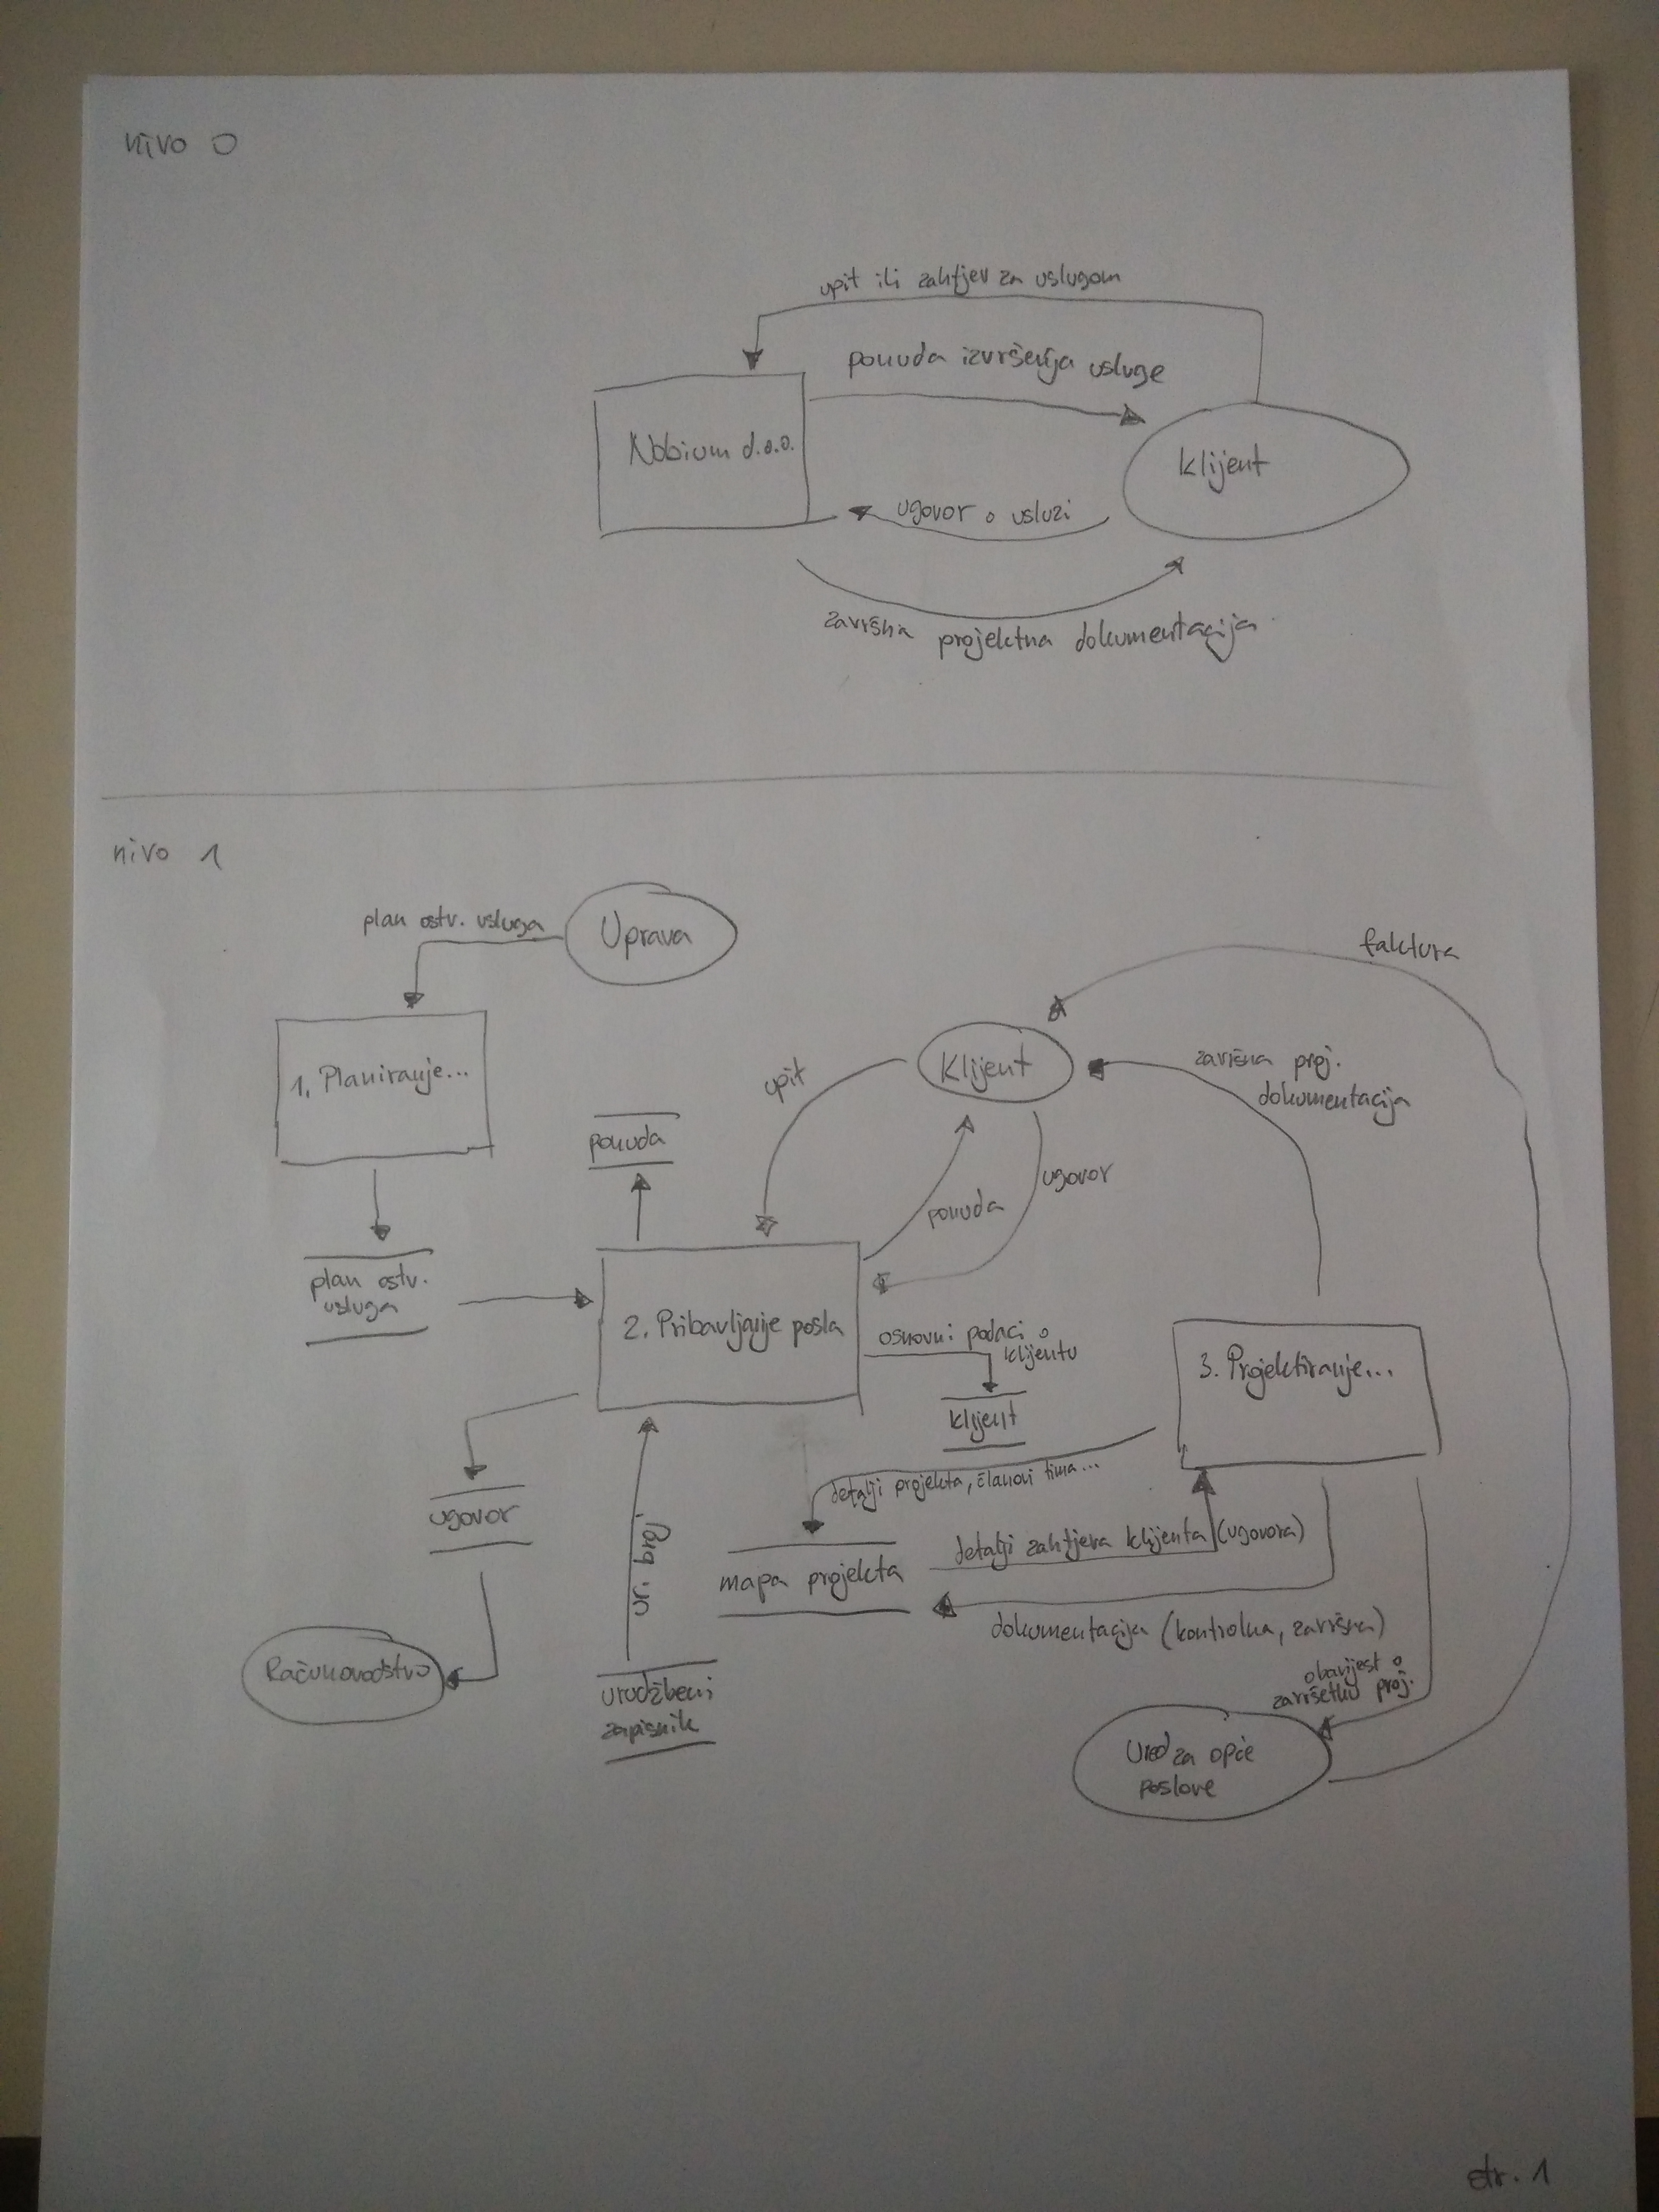 nivo 0
upit ili zahtjev za uslugom
ponuda izvršenja usluge
Nobium d.o.o.
Klijent
ugovor o usluzi
završna projektna dokumentacija
nivo 1
plan ostv. usluga
Uprava
faktura
1. Planiranje...
upit
Klijent
završna proj.
dokumentacija
ponuda
ponuda
ugovor
plan ostv.
usluga
2. Pribavljanje posla
osnovni podaci o
klijentu
3. Projektiranje...
klijent
detalji projekta, članovi tima...
ugovor
ur. broj
mapa projekta
detalji zahtjeva klijenta (ugovora)
dokumentacija (kontrolna, završna)
Računovodstvo
urudžbeni
zapisnik
obavijest o
završetku proj.
Ured za opće
poslove
str. 1